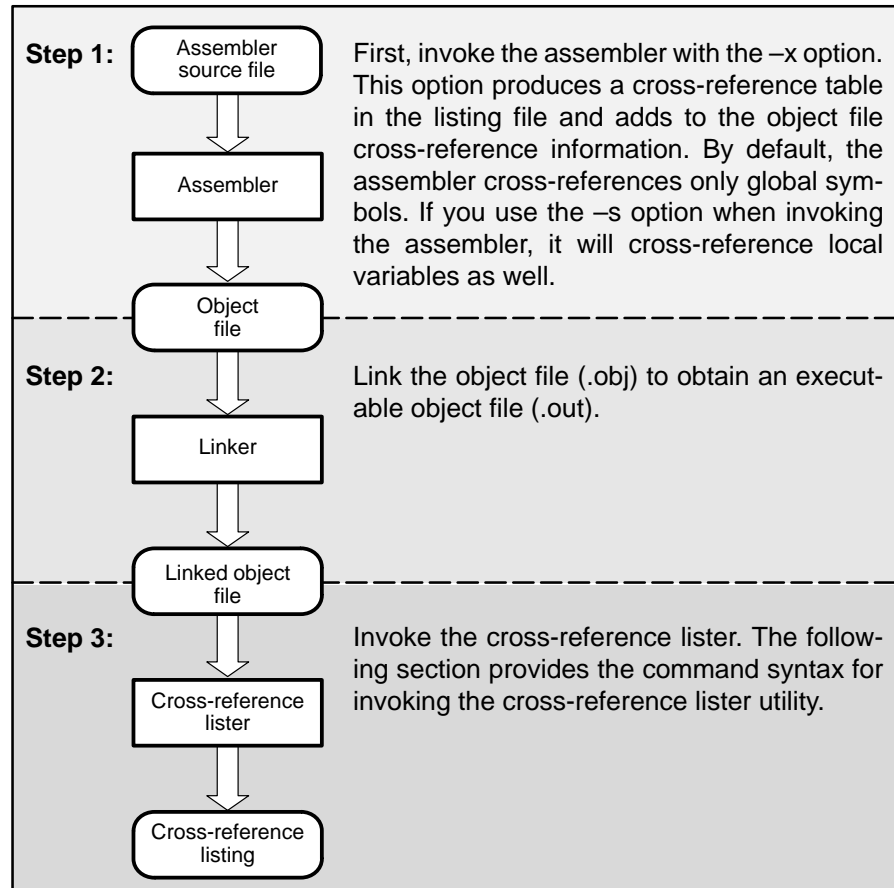 Step 1:
Assembler
source file
First, invoke the assembler with the –x option.
This option produces a cross-reference table
in the listing file and adds to the object file
cross-reference information. By default, the
assembler cross-references only global sym-
bols. If you use the –s option when invoking
the assembler, it will cross-reference local
variables as well.
Assembler
Object
file
Step 2:
Link the object file (.obj) to obtain an execut-
able object file (.out).
Linker
Linked object
file
Step 3:
Invoke the cross-reference lister. The follow-
ing section provides the command syntax for
invoking the cross-reference lister utility.
Cross-reference
lister
Cross-reference
listing